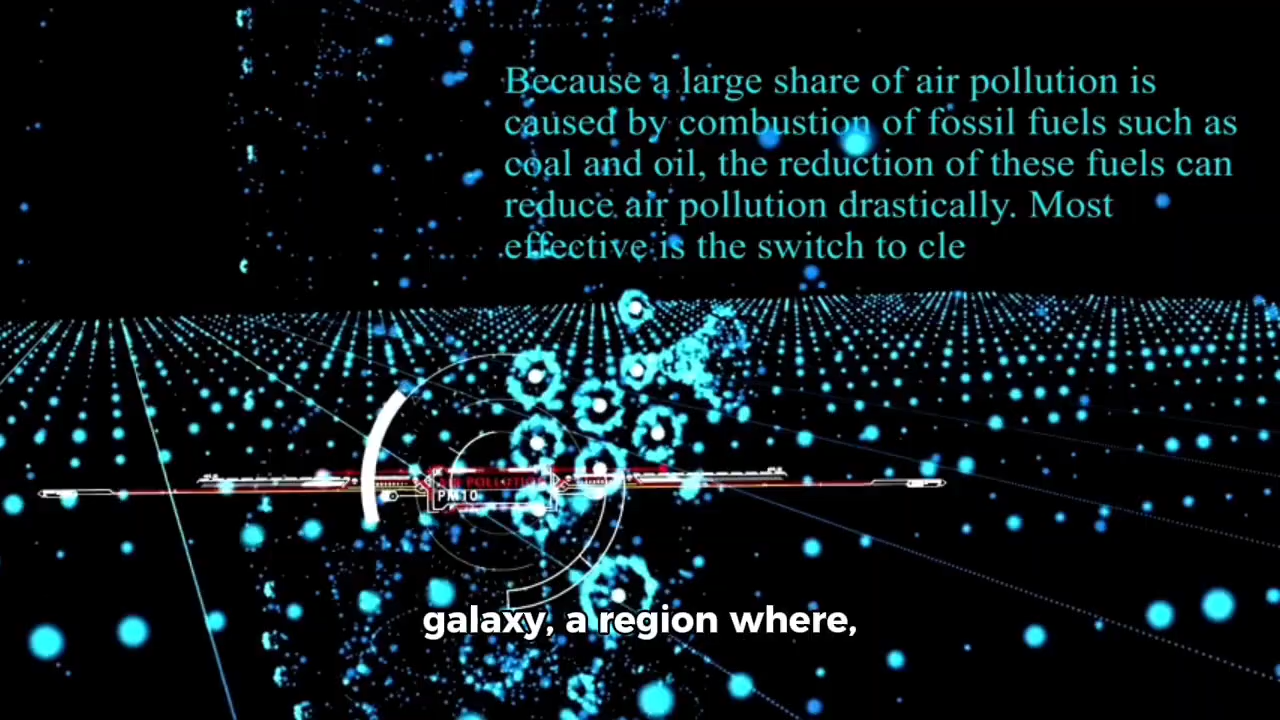 Because a large share of air pollution is
caused by combustion of fossil fuels such as
coal and oil, the reduction of these fuels can
reduce air pollution drastically. Most
effective is the switch to cle
AIR POLLUTION
PM10
galaxy, a region where,